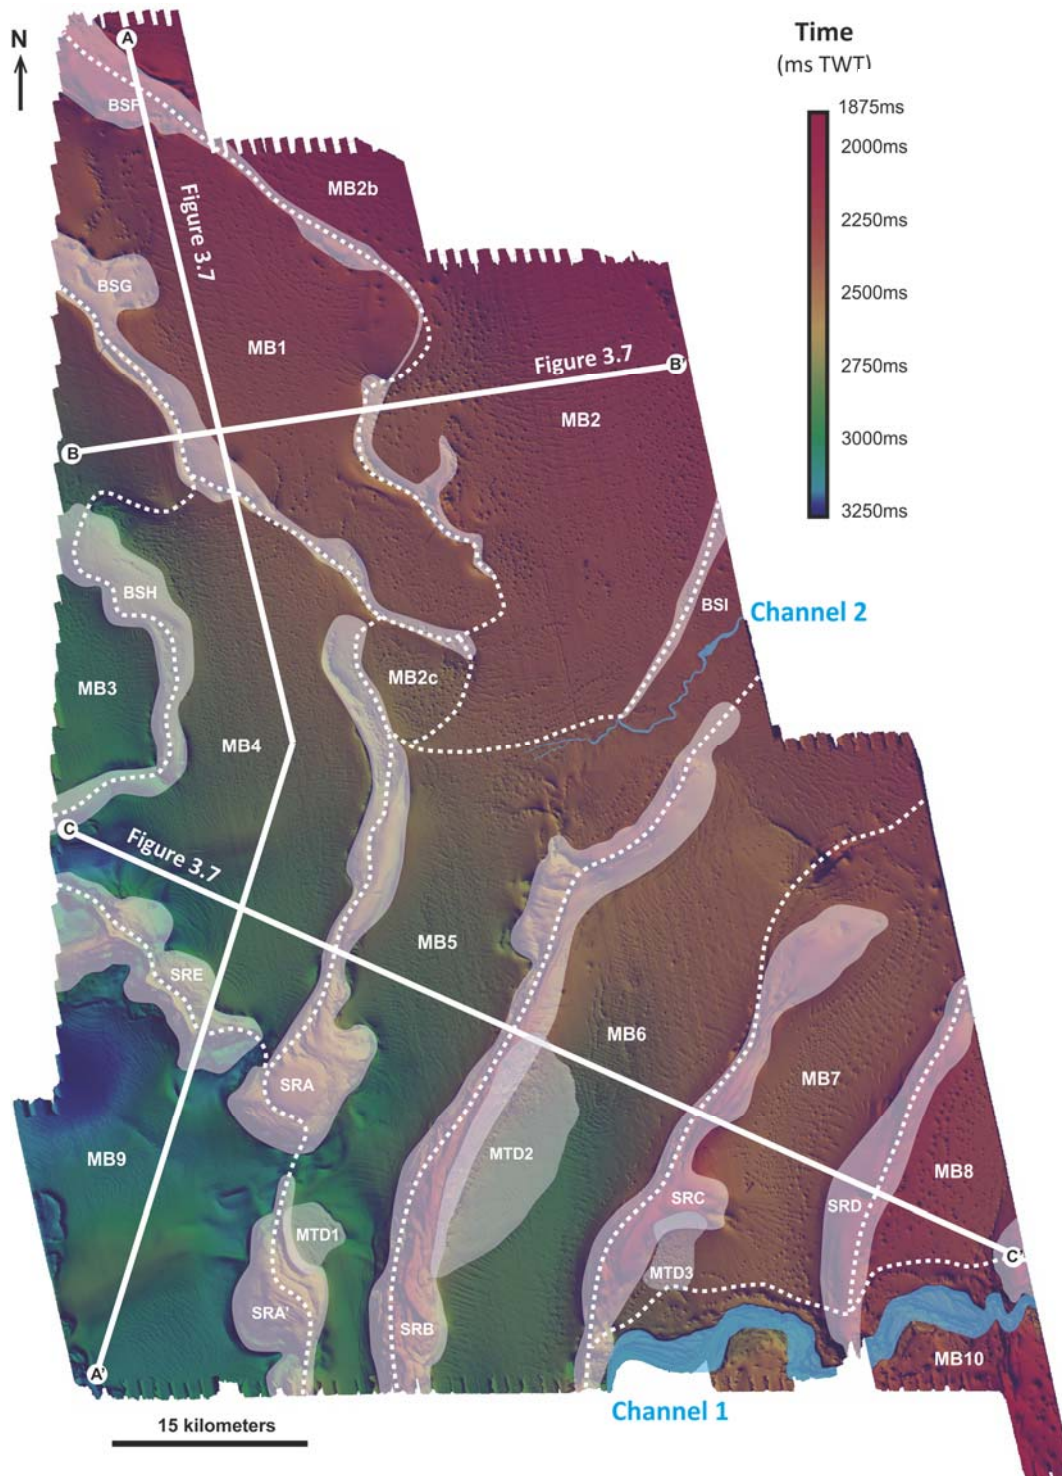 N
A
Time
(ms TWT)
1875ms
2000ms
2250ms
2500ms
2750ms
3000ms
3250ms
BSF
MB2b
Figure 3.7
BSG
MB1
Figure 3.7
B'
MB2
B
BSH
BSI
Channel 2
MB2c
MB3
MB4
C
Figure 3.7
MB5
SRE
MB6
SRA
MB7
MTD2
MB9
MB8
SRC
SRD
MTD1
C'
MTD3
SRA'
SRB
MB10
A'
Channel 1
15 kilometers